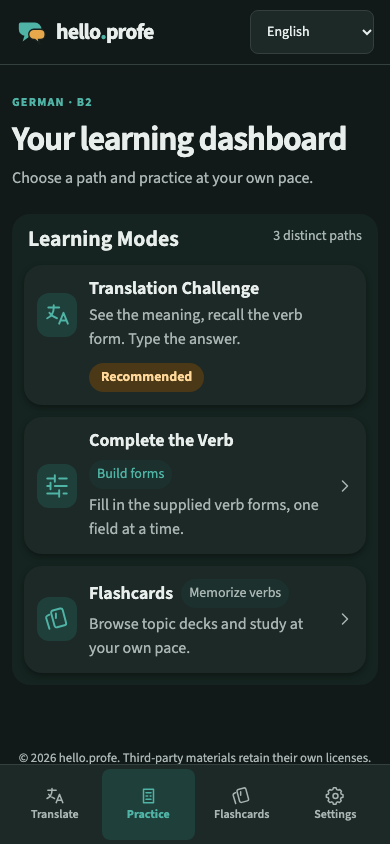 hello.profe
English
GERMAN · B2
Your learning dashboard
Choose a path and practice at your own pace.
Learning Modes
3 distinct paths
Translation Challenge
See the meaning, recall the verb
form. Type the answer.
Recommended
Complete the Verb
Build forms
Fill in the supplied verb forms, one
field at a time.
Flashcards
Memorize verbs
Browse topic decks and study at
your own pace.
© 2026 hello.profe. Third-party materials retain their own licenses.
Translate
Practice
Flashcards
Settings